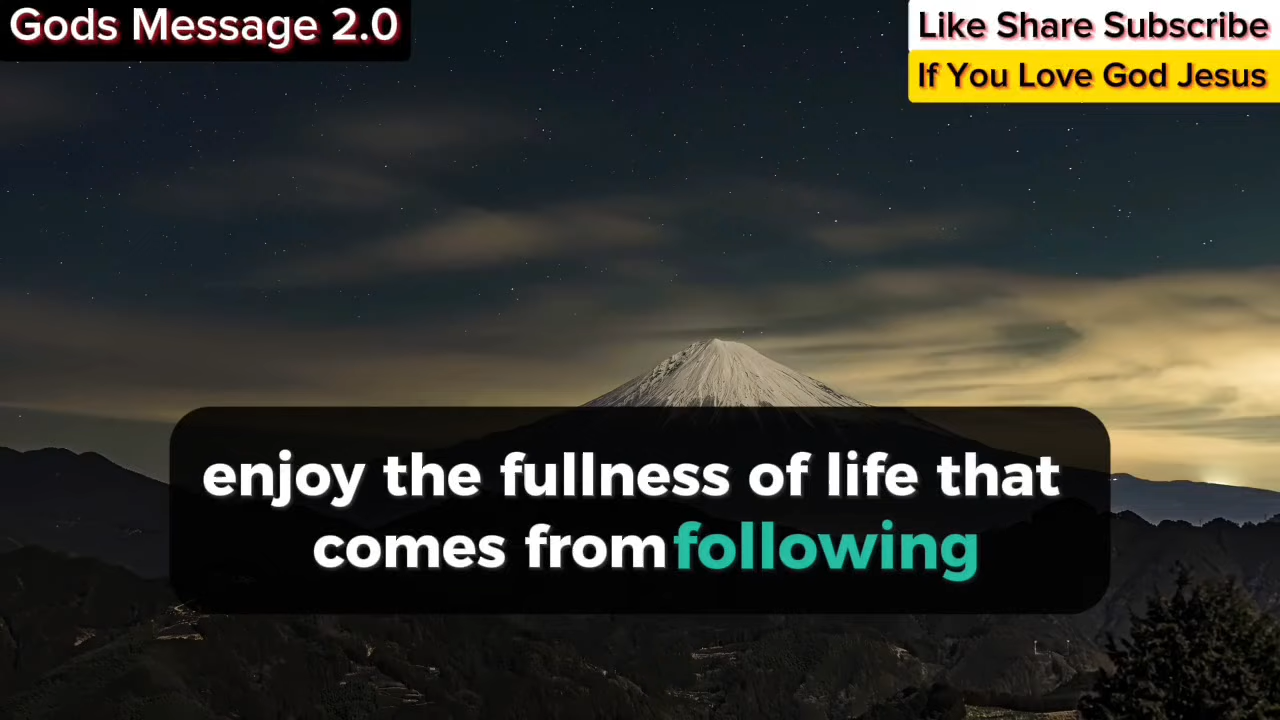 Gods Message 2.0
Like Share Subscribe
If You Love God Jesus
enjoy the fullness of life that
comes from following